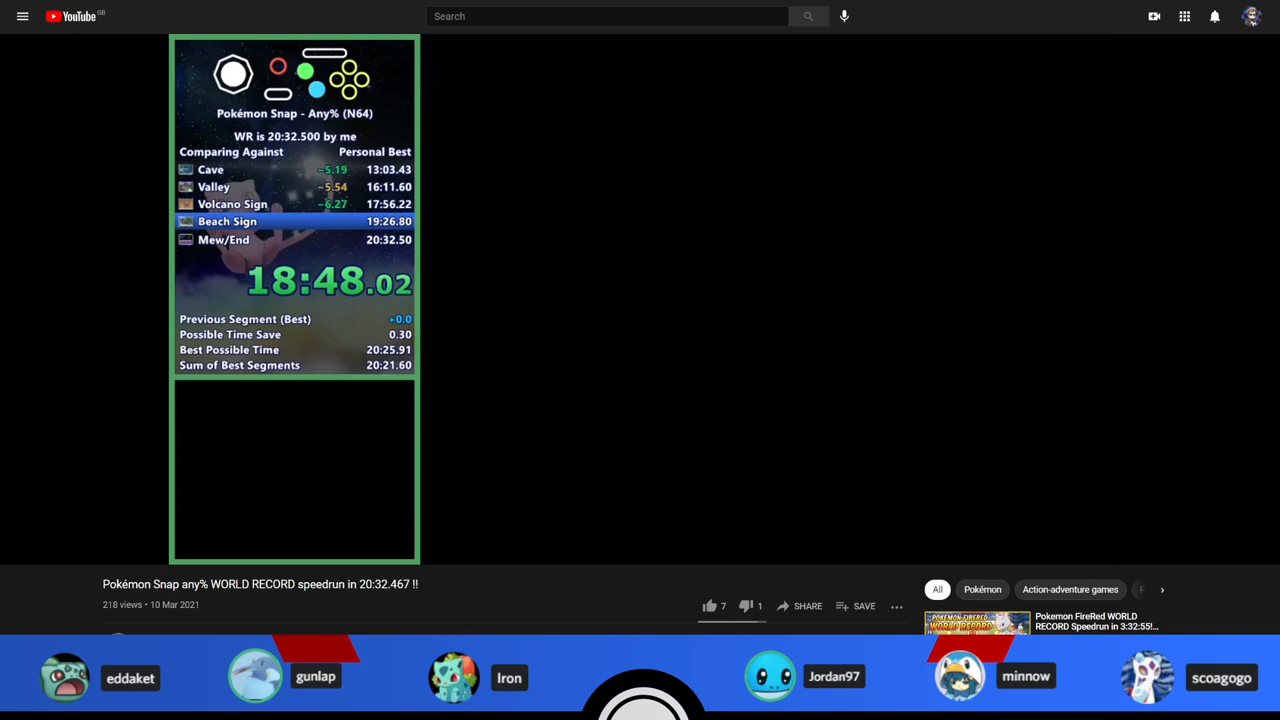 YouTube GB
Search
Pokémon Snap - Any% (N64)
WR is 20:32.500 by me
Comparing Against Personal Best
Cave -5.19 13:03.43
Valley -5.54 16:11.60
Volcano Sign -6.27 17:56.22
Beach Sign 19:26.80
Mew/End 20:32.50
18:48.02
Previous Segment (Best) +0.0
Possible Time Save 0.30
Best Possible Time 20:25.91
Sum of Best Segments 20:21.60
Pokémon Snap any% WORLD RECORD speedrun in 20:32.467 !!
218 views • 10 Mar 2021
7 1 SHARE SAVE
All Pokémon Action-adventure games
POKEMON FIRERED
WORLD RECORD
Pokemon FireRed WORLD
RECORD Speedrun in 3:32:55!...
eddaket gunlap Iron Jordan97 minnow scoagogo